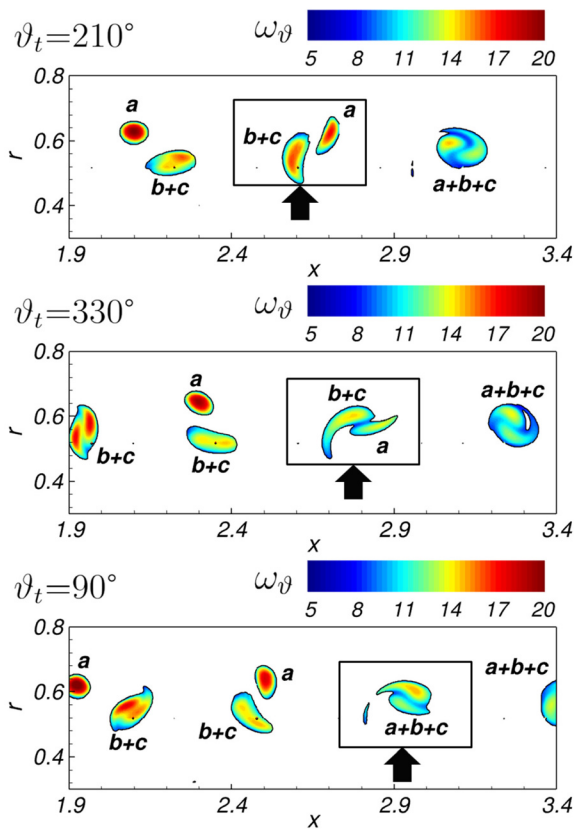 ϑt=210°
ωϑ
5 8 11 14 17 20
0.8
a
a
b+c
r 0.6
b+c
a+b+c
0.4
1.9 2.4 2.9 3.4
x
ϑt=330°
ωϑ
5 8 11 14 17 20
0.8
a
b+c
a+b+c
r 0.6
b+c
b+c
a
0.4
1.9 2.4 2.9 3.4
x
ϑt=90°
ωϑ
5 8 11 14 17 20
0.8
a
a
a+b+c
r 0.6
b+c
b+c
a+b+c
0.4
1.9 2.4 2.9 3.4
x